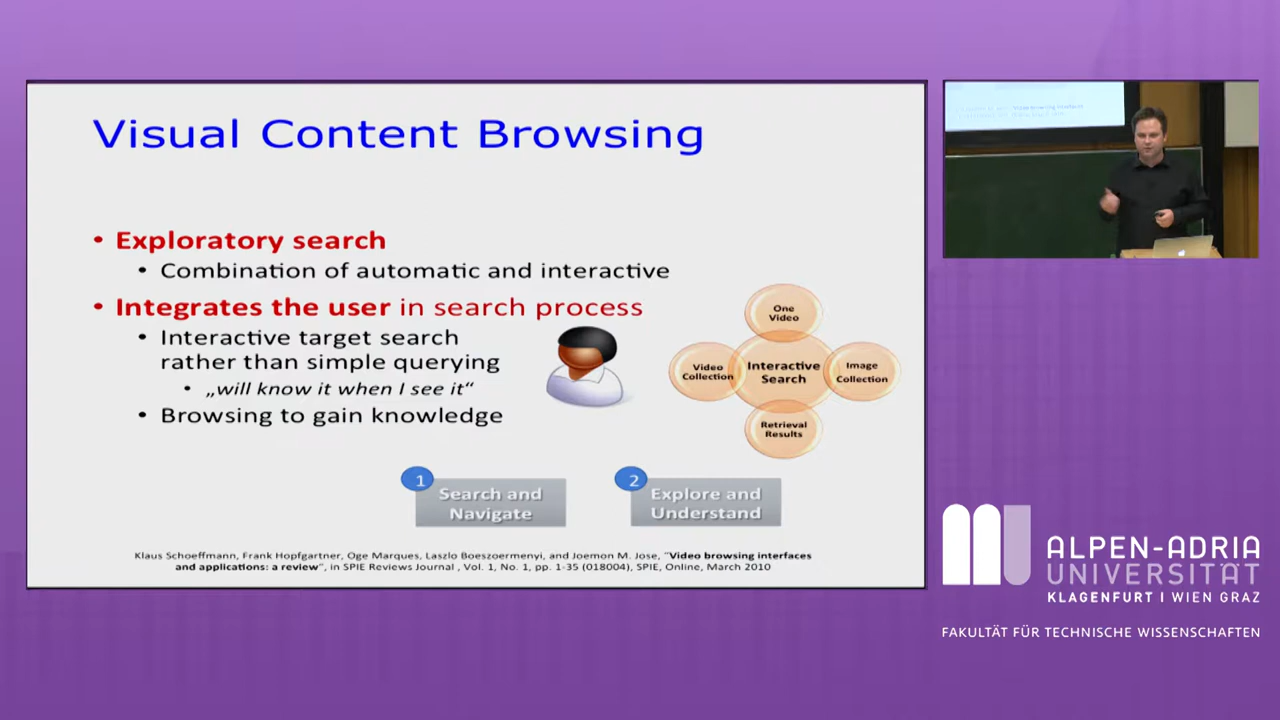 Visual Content Browsing
• Exploratory search
• Combination of automatic and interactive
• Integrates the user in search process
• Interactive target search
rather than simple querying
• „will know it when I see it“
• Browsing to gain knowledge
One
Video
Video
Collection
Interactive
Search
Image
Collection
Retrieval
Results
1
Search and
Navigate
2
Explore and
Understand
Klaus Schoeffmann, Frank Hopfgartner, Oge Marques, Laszlo Boeszoermenyi, and Joemon M. Jose, “Video browsing interfaces
and applications: a review”, in SPIE Reviews Journal , Vol. 1, No. 1, pp. 1-35 (018004), SPIE, Online, March 2010
ALPEN-ADRIA
UNIVERSITÄT
KLAGENFURT I WIEN GRAZ
FAKULTÄT FÜR TECHNISCHE WISSENSCHAFTEN